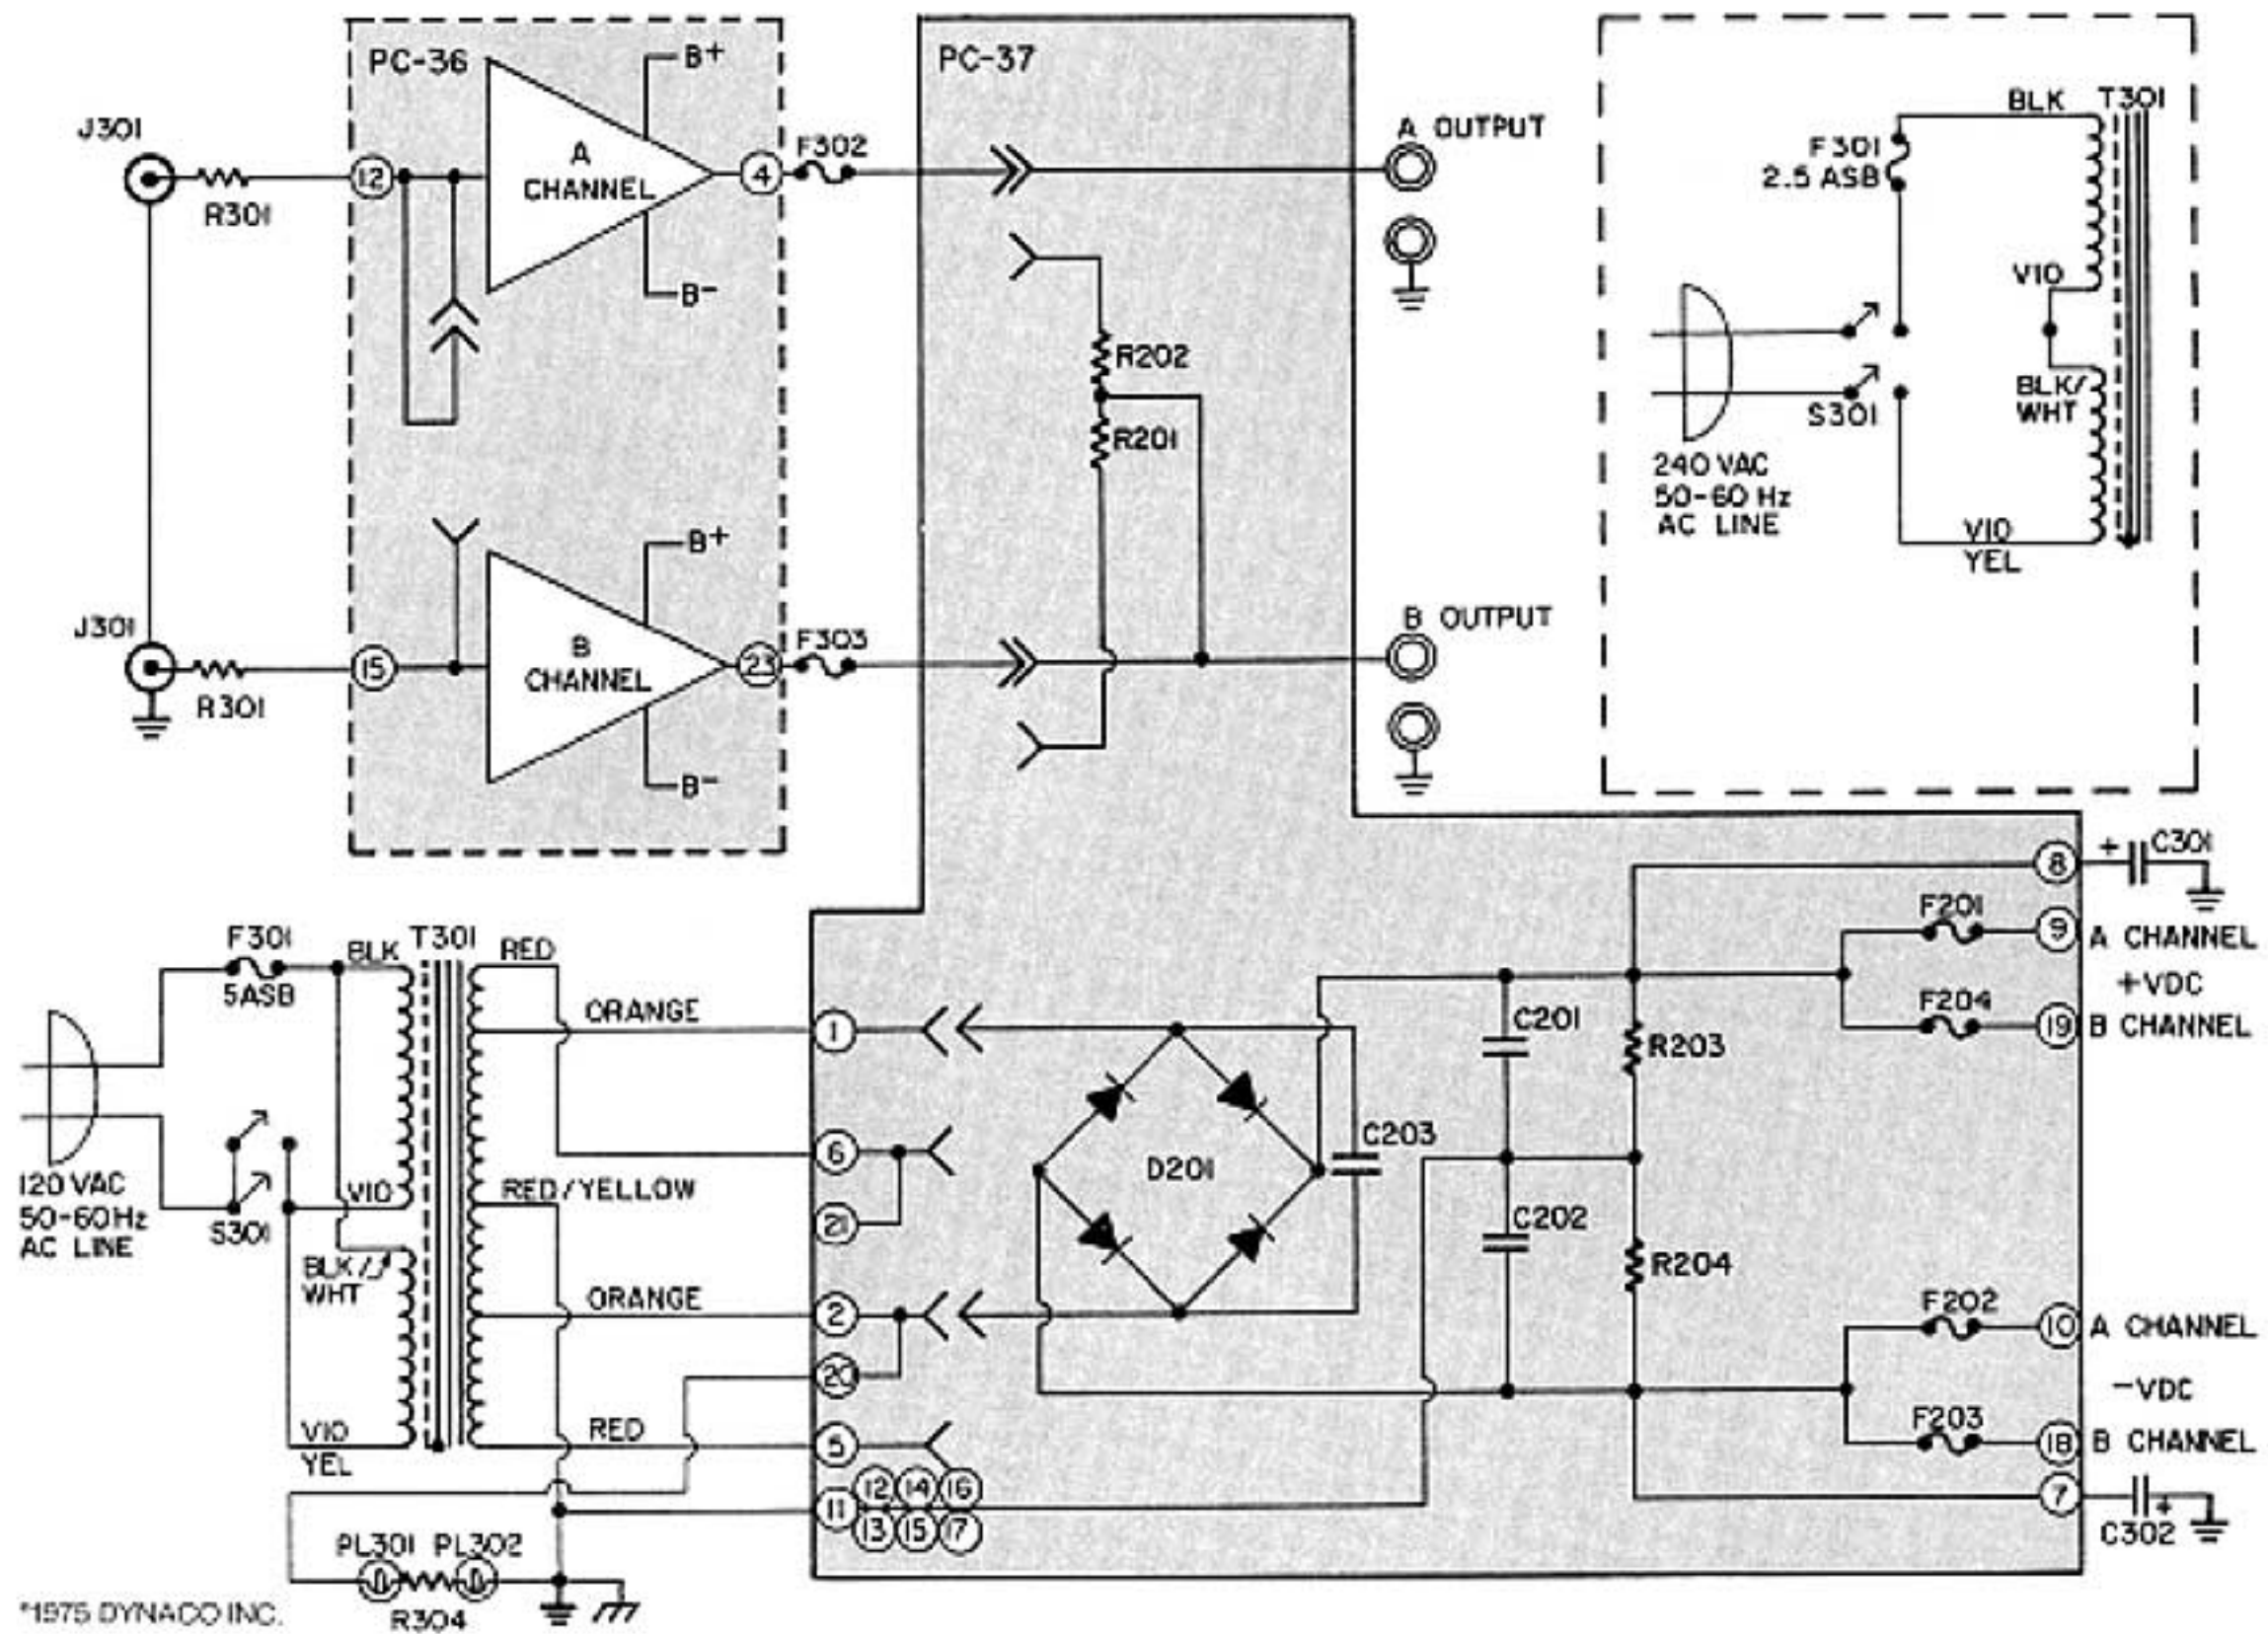 PC-36
B+
A
CHANNEL
B-
J301
R301
12
4
F302
J301
R301
15
B+
B
CHANNEL
B-
23
F303
PC-37
R202
R201
A OUTPUT
B OUTPUT
BLK
T301
F301
2.5 ASB
VIO
BLK/
WHT
S301
240 VAC
50-60 Hz
AC LINE
VIO
YEL
8
+
C301
F201
9
A CHANNEL
+VDC
F204
19
B CHANNEL
F301
5ASB
BLK
T301
RED
ORANGE
1
6
RED/YELLOW
21
VIO
120 VAC
50-60Hz
AC LINE
S301
BLK/
WHT
ORANGE
2
20
VIO
YEL
RED
5
11
12
14
16
13
15
17
D201
C203
C201
R203
C202
R204
F202
10
A CHANNEL
-VDC
F203
18
B CHANNEL
7
+
C302
PL301
PL302
R304
*1975 DYNACO INC.